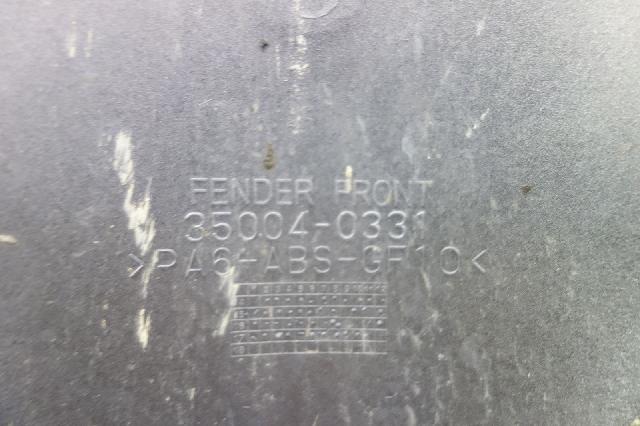 FENDER FRONT
35004-0331
>PA6-ABS-GF10<